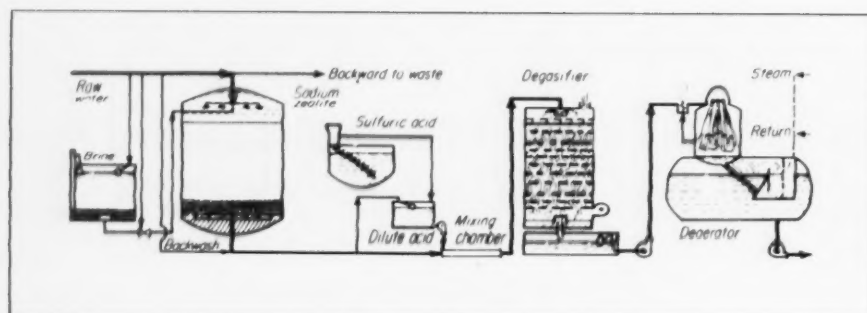 Raw water
Backward to waste
Sodium zeolite
Degasifier
Steam
Brine
Sulfuric acid
Return
Backwash
Dilute acid
Mixing chamber
Deaerator